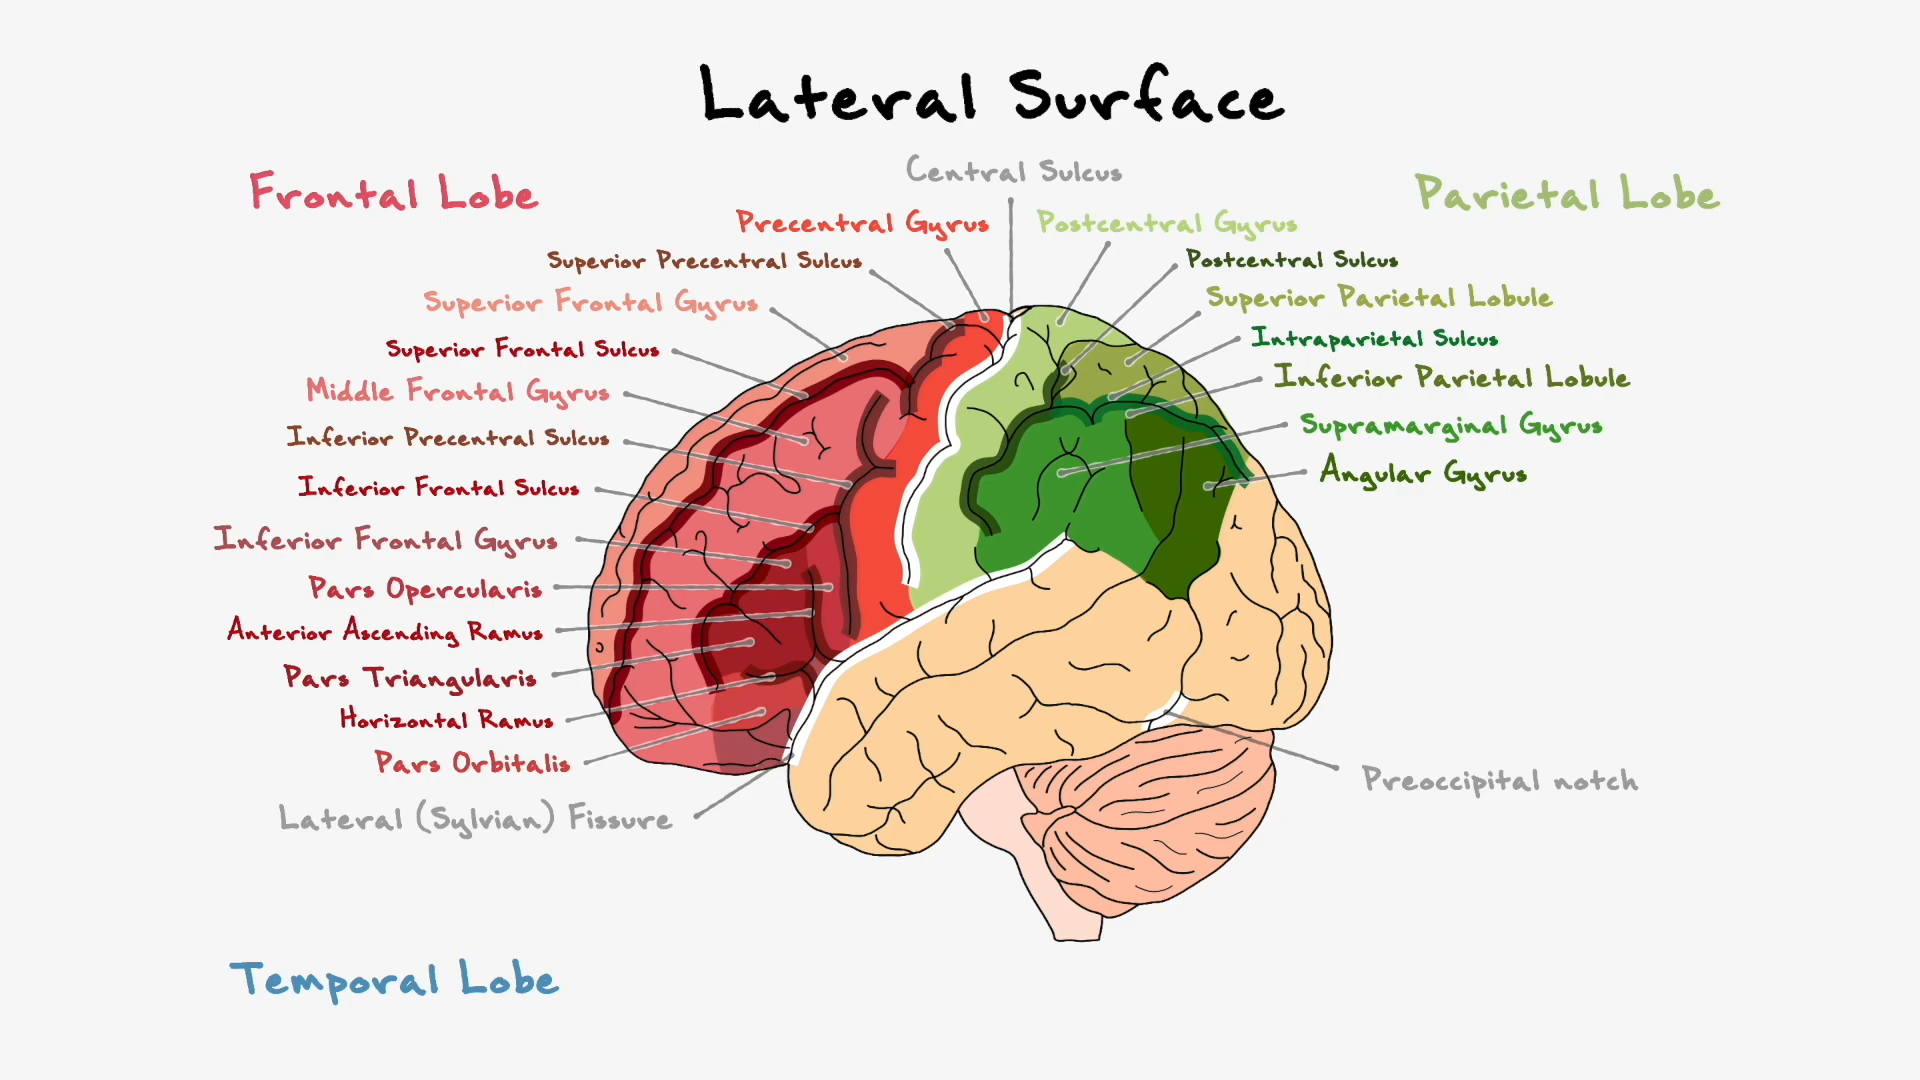 Lateral Surface
Central Sulcus
Frontal Lobe
Parietal Lobe
Precentral Gyrus
Postcentral Gyrus
Superior Precentral Sulcus
Postcentral Sulcus
Superior Frontal Gyrus
Superior Parietal Lobule
Superior Frontal Sulcus
Intraparietal Sulcus
Middle Frontal Gyrus
Inferior Parietal Lobule
Inferior Precentral Sulcus
Supramarginal Gyrus
Inferior Frontal Sulcus
Angular Gyrus
Inferior Frontal Gyrus
Pars Opercularis
Anterior Ascending Ramus
Pars Triangularis
Horizontal Ramus
Pars Orbitalis
Preoccipital notch
Lateral (Sylvian) Fissure
Temporal Lobe